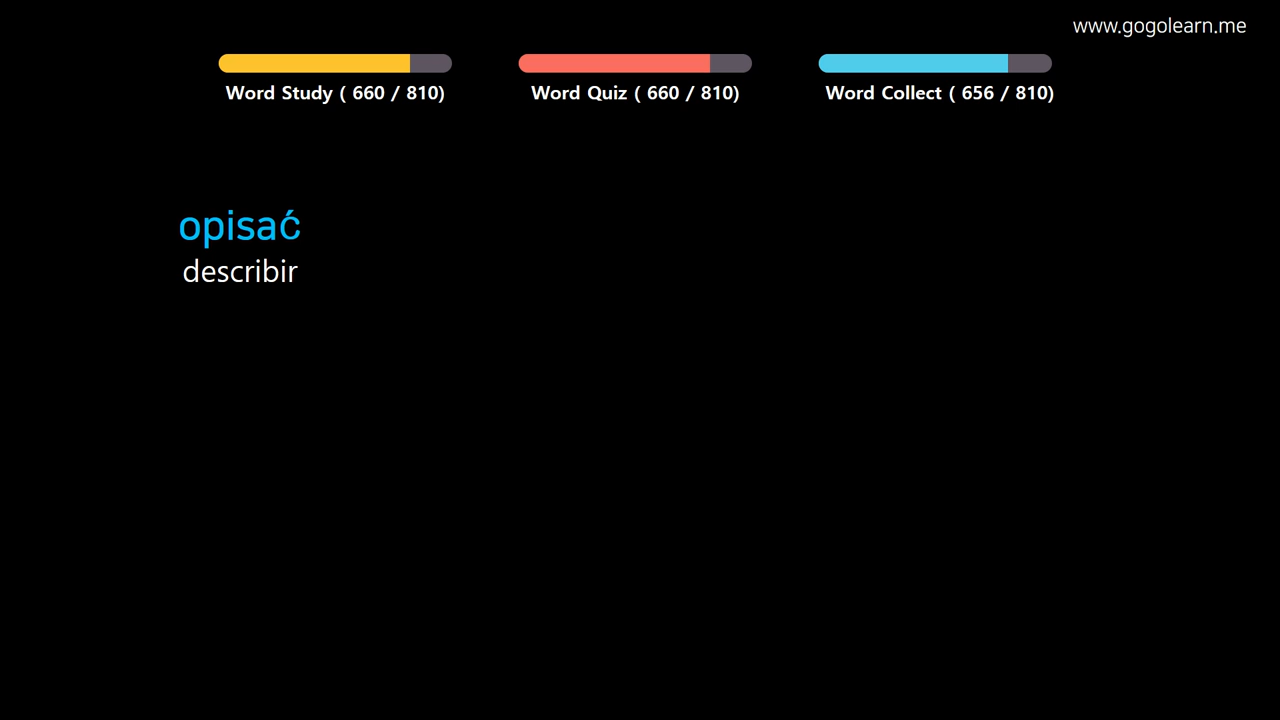 www.gogolearn.me
Word Study ( 660 / 810)
Word Quiz ( 660 / 810)
Word Collect ( 656 / 810)
opisać
describir